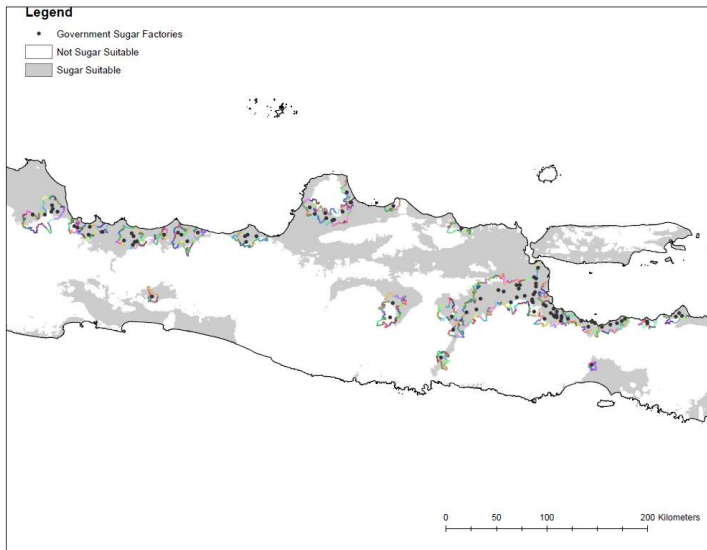 Legend
Government Sugar Factories
Not Sugar Suitable
Sugar Suitable
0 50 100 200 Kilometers